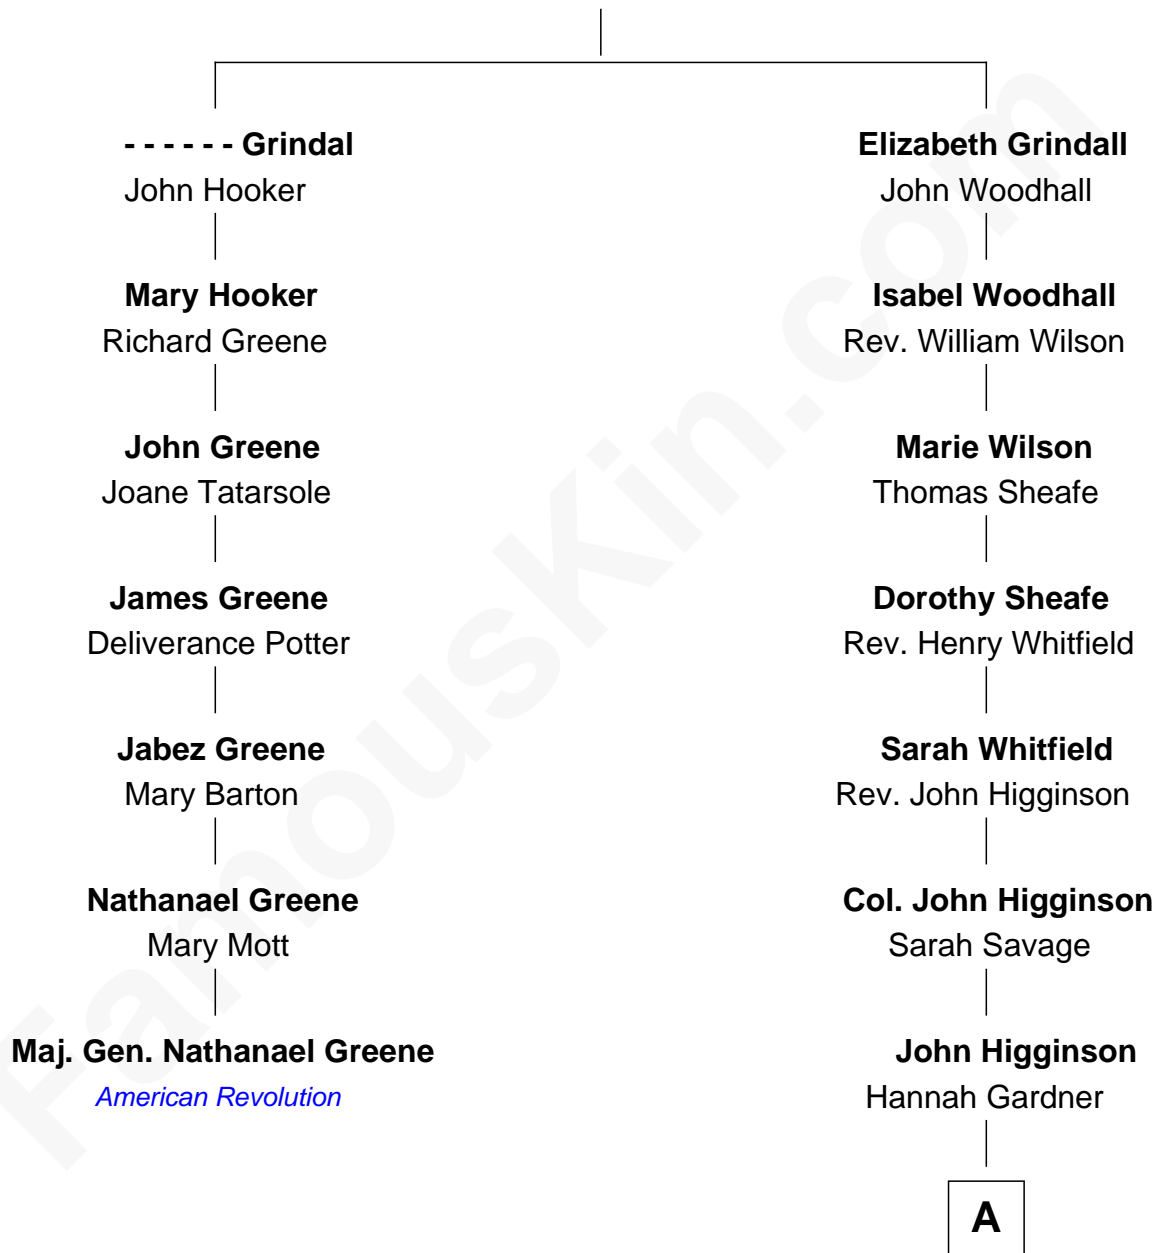 - - - - - - Grindal
John Hooker
Mary Hooker
Richard Greene
John Greene
Joane Tatarsole
James Greene
Deliverance Potter
Jabez Greene
Mary Barton
Nathanael Greene
Mary Mott
Maj. Gen. Nathanael Greene
American Revolution
Elizabeth Grindall
John Woodhall
Isabel Woodhall
Rev. William Wilson
Marie Wilson
Thomas Sheafe
Dorothy Sheafe
Rev. Henry Whitfield
Sarah Whitfield
Rev. John Higginson
Col. John Higginson
Sarah Savage
John Higginson
Hannah Gardner
A
FamousKin.com